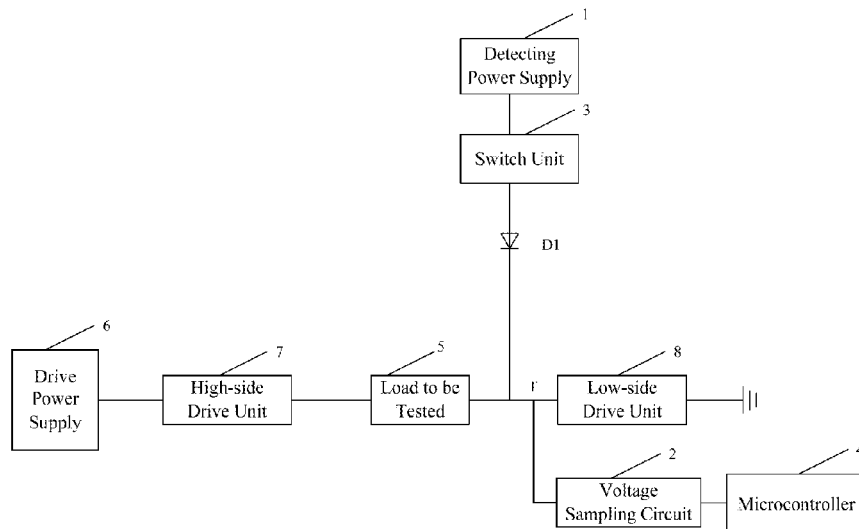 1
Detecting
Power Supply
3
Switch Unit
D1
6
7
5
8
Drive
Power
Supply
High-side
Drive Unit
Load to be
Tested
Low-side
Drive Unit
2
Voltage
Sampling Circuit
Microcontroller